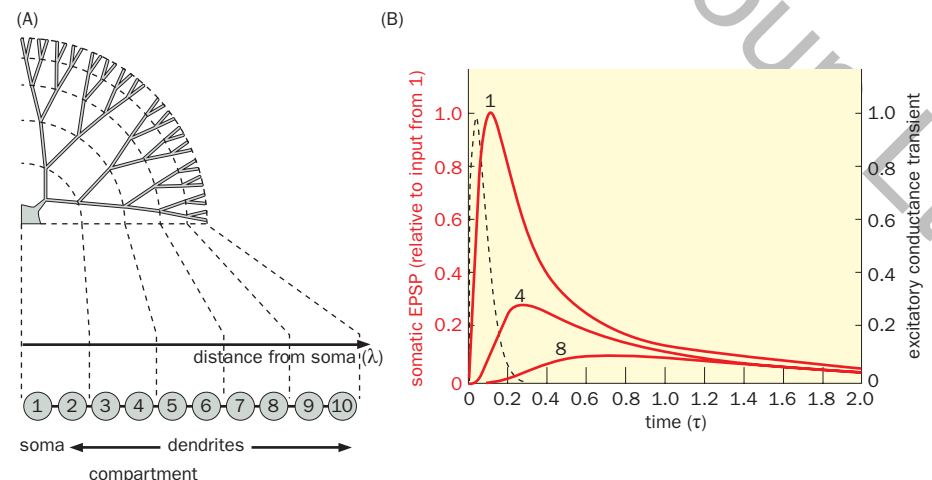 (A)
distance from soma (λ)
1 2 3 4 5 6 7 8 9 10
soma dendrites
compartment
(B)
somatic EPSP (relative to input from 1)
1.0
0.8
0.6
0.4
0.2
0
1
4
8
0 0.2 0.4 0.6 0.8 1.0 1.2 1.4 1.6 1.8 2.0
time (τ)
1.0
0.8
0.6
0.4
0.2
0
excitatory conductance transient